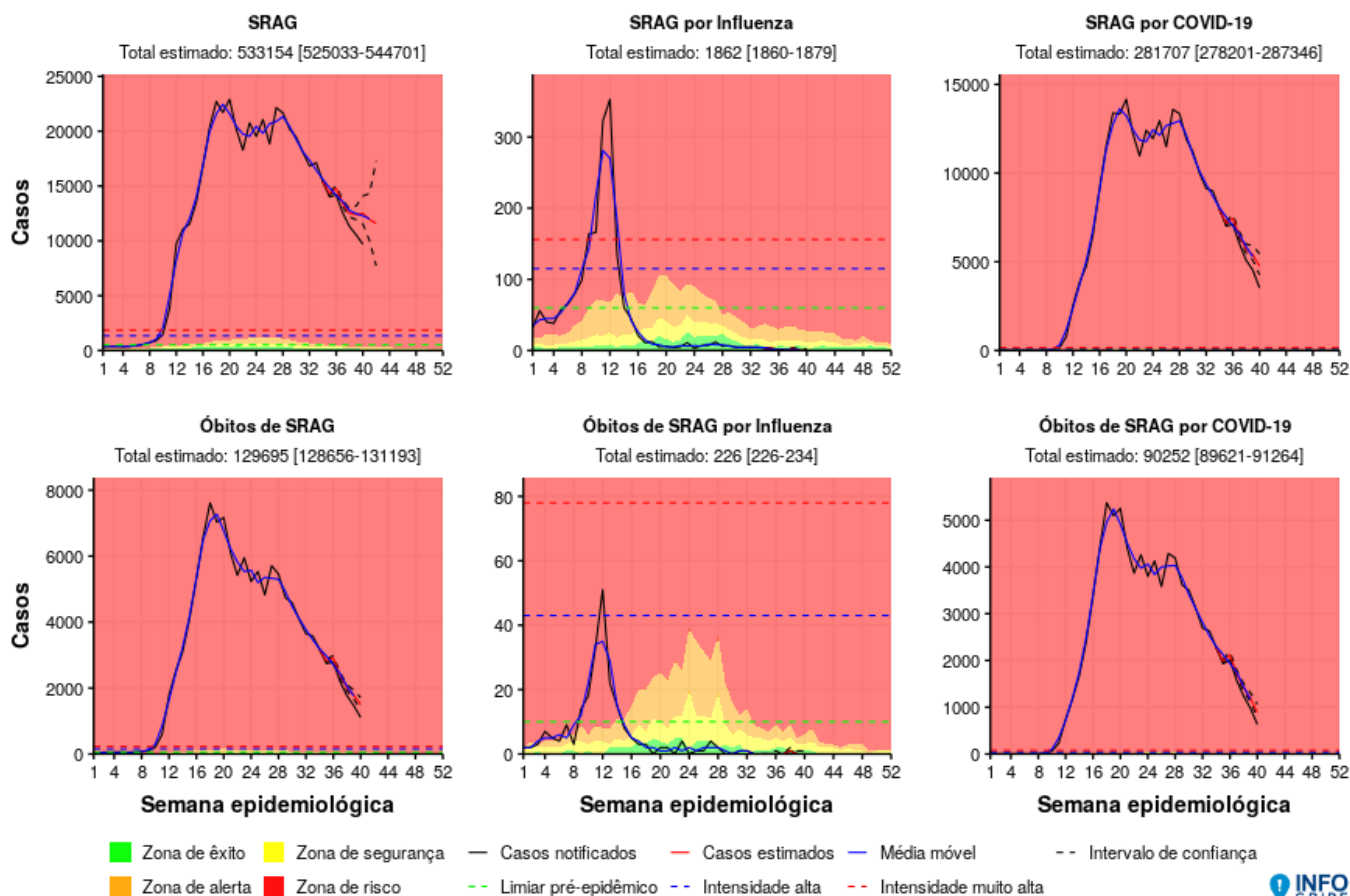 SRAG
Total estimado: 533154 [525033-544701]
25000
20000
15000
10000
5000
0
1 4 8 12 16 20 24 28 32 36 40 44 48 52
Casos
SRAG por Influenza
Total estimado: 1862 [1860-1879]
300
200
100
0
1 4 8 12 16 20 24 28 32 36 40 44 48 52
SRAG por COVID-19
Total estimado: 281707 [278201-287346]
15000
10000
5000
0
1 4 8 12 16 20 24 28 32 36 40 44 48 52
Óbitos de SRAG
Total estimado: 129695 [128656-131193]
8000
6000
4000
2000
0
1 4 8 12 16 20 24 28 32 36 40 44 48 52
Casos
Semana epidemiológica
Óbitos de SRAG por Influenza
Total estimado: 226 [226-234]
80
60
40
20
0
1 4 8 12 16 20 24 28 32 36 40 44 48 52
Semana epidemiológica
Óbitos de SRAG por COVID-19
Total estimado: 90252 [89621-91264]
5000
4000
3000
2000
1000
0
1 4 8 12 16 20 24 28 32 36 40 44 48 52
Semana epidemiológica
Zona de êxito Zona de segurança Casos notificados Casos estimados Média móvel Intervalo de confiança
Zona de alerta Zona de risco Limiar pré-epidêmico Intensidade alta Intensidade muito alta
INFO